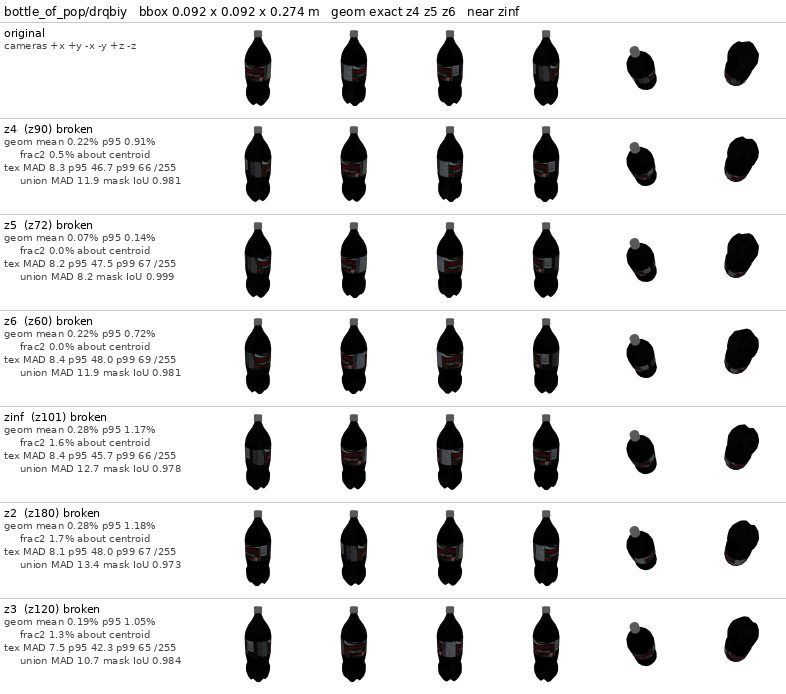 bottle_of_pop/drqbiy   bbox 0.092 x 0.092 x 0.274 m   geom exact z4 z5 z6   near zinf
original
cameras +x +y -x -y +z -z
z4  (z90) broken
geom mean 0.22% p95 0.91%
frac2 0.5% about centroid
tex MAD 8.3 p95 46.7 p99 66 /255
union MAD 11.9 mask IoU 0.981
z5  (z72) broken
geom mean 0.07% p95 0.14%
frac2 0.0% about centroid
tex MAD 8.2 p95 47.5 p99 67 /255
union MAD 8.2 mask IoU 0.999
z6  (z60) broken
geom mean 0.22% p95 0.72%
frac2 0.0% about centroid
tex MAD 8.4 p95 48.0 p99 69 /255
union MAD 11.9 mask IoU 0.981
zinf  (z101) broken
geom mean 0.28% p95 1.17%
frac2 1.6% about centroid
tex MAD 8.4 p95 45.7 p99 66 /255
union MAD 12.7 mask IoU 0.978
z2  (z180) broken
geom mean 0.28% p95 1.18%
frac2 1.7% about centroid
tex MAD 8.1 p95 48.0 p99 67 /255
union MAD 13.4 mask IoU 0.973
z3  (z120) broken
geom mean 0.19% p95 1.05%
frac2 1.3% about centroid
tex MAD 7.5 p95 42.3 p99 65 /255
union MAD 10.7 mask IoU 0.984